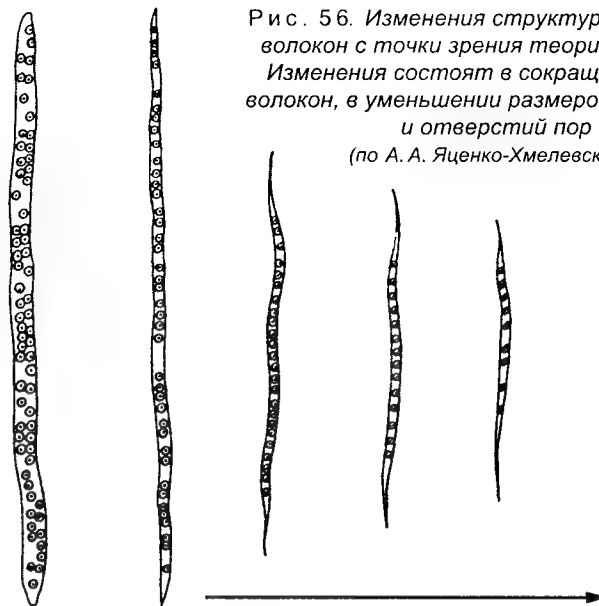 Рис. 56. Изменения структур
волокон с точки зрения теори
Изменения состоят в сокращ
волокон, в уменьшении размеро
и отверстий пор
(по А. А. Яценко-Хмелевск